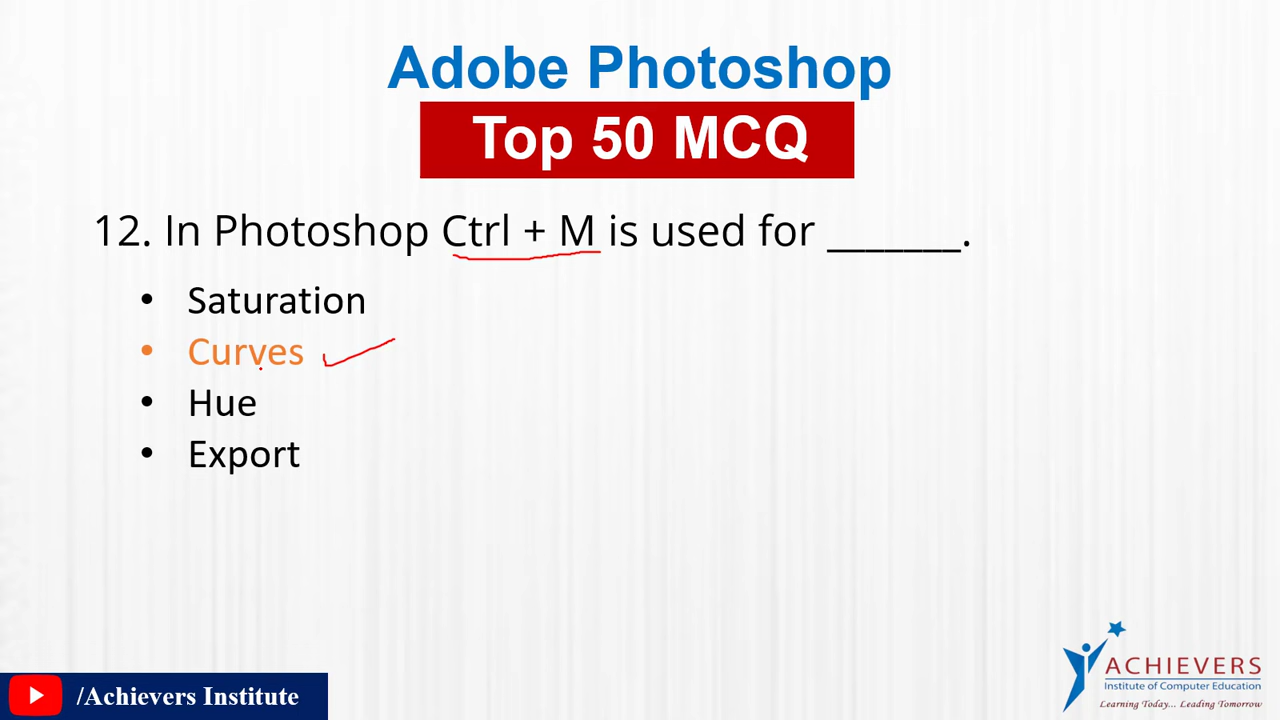 Adobe Photoshop
Top 50 MCQ
12. In Photoshop Ctrl + M is used for _______.
• Saturation
• Curves
• Hue
• Export
/Achievers Institute
ACHIEVERS
Institute of Computer Education
Learning Today... Leading Tomorrow